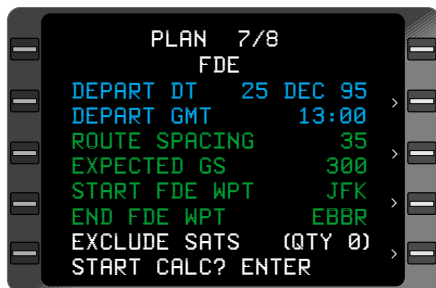 PLAN 7/8
FDE
DEPART DT 25 DEC 95
DEPART GMT 13:00 >
ROUTE SPACING 35
EXPECTED GS 300 >
START FDE WPT JFK
END FDE WPT EBBR >
EXCLUDE SATS (QTY 0)
START CALC? ENTER >